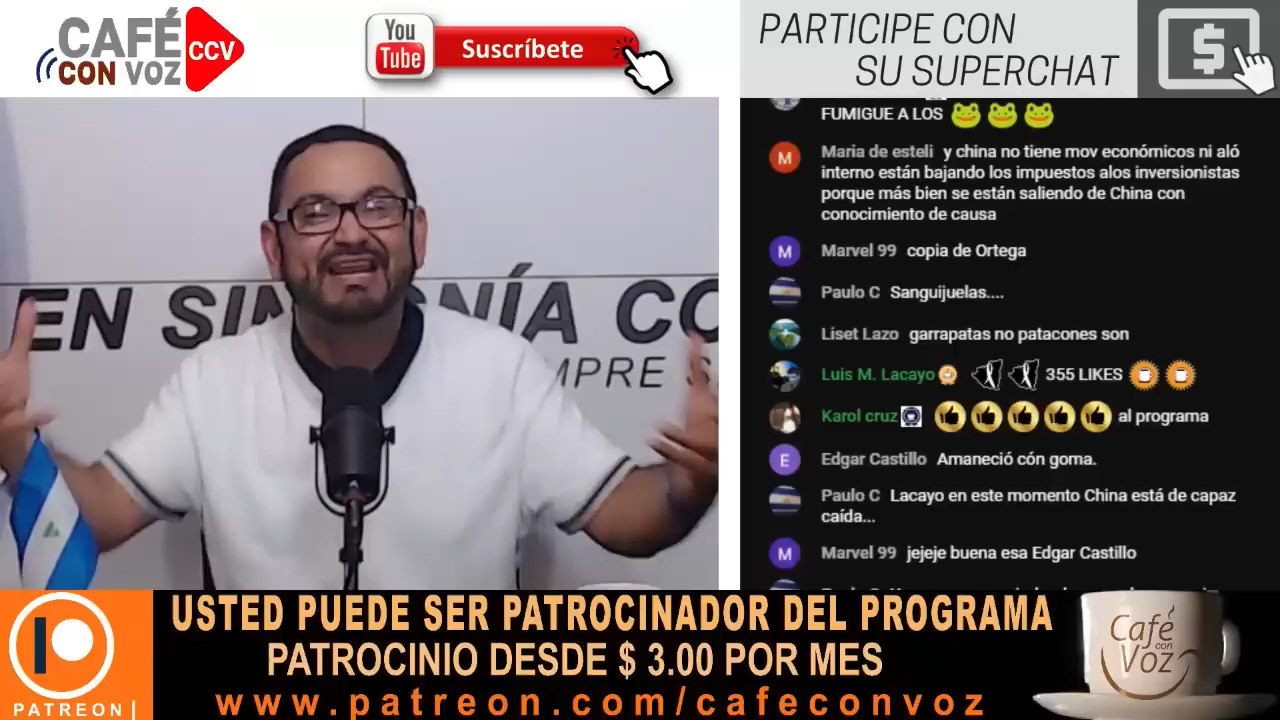 CAFÉ
CON VOZ
CCV
You
Tube
Suscríbete
PARTICIPE CON
SU SUPERCHAT
$
EN SIN
NÍA CO
MPRE S
FUMIGUE A LOS
M
Maria de esteli y china no tiene mov económicos ni aló
interno están bajando los impuestos alos inversionistas
porque más bien se están saliendo de China con
conocimiento de causa
M
Marvel 99 copia de Ortega
Paulo C Sanguijuelas....
Liset Lazo garrapatas no patacones son
Luis M. Lacayo 355 LIKES
Karol cruz al programa
E
Edgar Castillo Amaneció cón goma.
Paulo C Lacayo en este momento China está de capaz
caída...
M
Marvel 99 jejeje buena esa Edgar Castillo
PATREON
USTED PUEDE SER PATROCINADOR DEL PROGRAMA
PATROCINIO DESDE $ 3.00 POR MES
www.patreon.com/cafeconvoz
Café
con
Voz